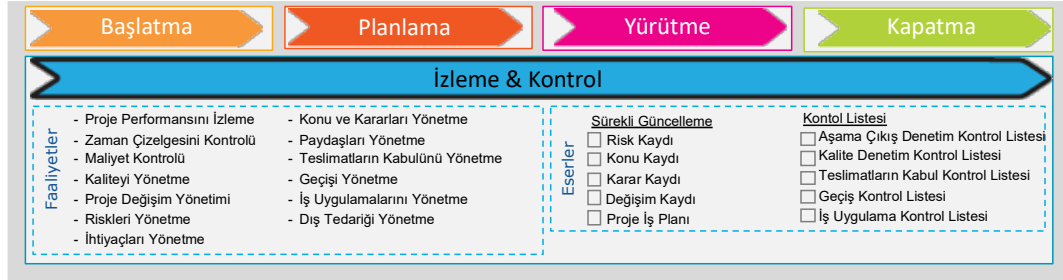 Başlatma
Planlama
Yürütme
Kapatma
İzleme & Kontrol
Faaliyetler
- Proje Performansını İzleme
- Zaman Çizelgesini Kontrolü
- Maliyet Kontrolü
- Kaliteyi Yönetme
- Proje Değişim Yönetimi
- Riskleri Yönetme
- İhtiyaçları Yönetme
- Konu ve Kararları Yönetme
- Paydaşları Yönetme
- Teslimatların Kabulünü Yönetme
- Geçişi Yönetme
- İş Uygulamalarını Yönetme
- Dış Tedariği Yönetme
Eserler
Sürekli Güncelleme
Risk Kaydı
Konu Kaydı
Karar Kaydı
Değişim Kaydı
Proje İş Planı
Kontol Listesi
Aşama Çıkış Denetim Kontrol Listesi
Kalite Denetim Kontrol Listesi
Teslimatların Kabul Kontrol Listesi
Geçiş Kontrol Listesi
İş Uygulama Kontrol Listesi